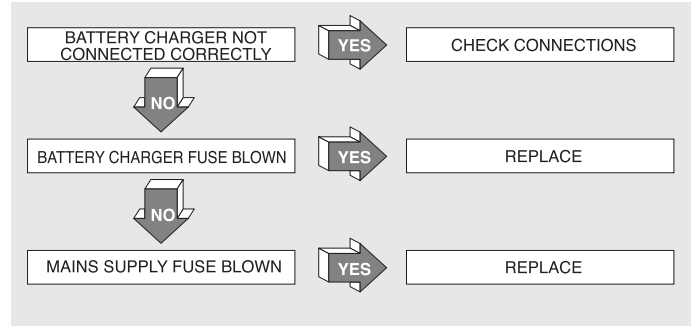 BATTERY CHARGER NOT
CONNECTED CORRECTLY
YES
CHECK CONNECTIONS
NO
BATTERY CHARGER FUSE BLOWN
YES
REPLACE
NO
MAINS SUPPLY FUSE BLOWN
YES
REPLACE